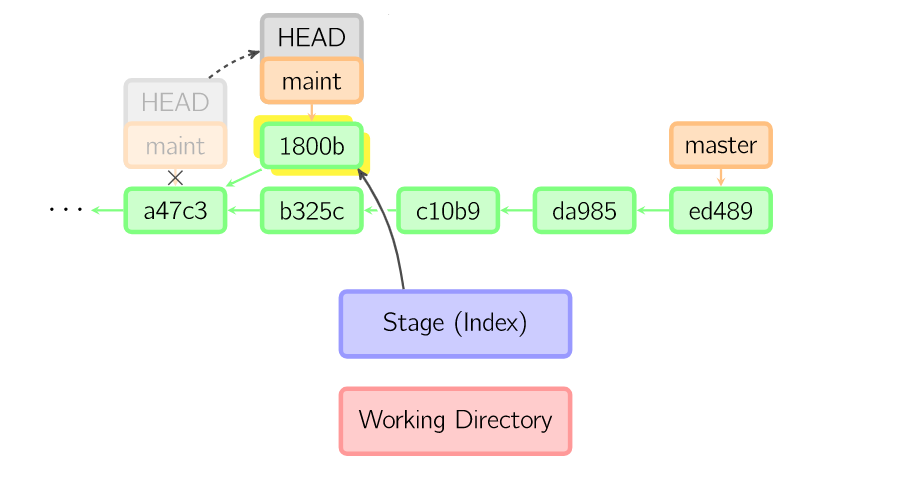 HEAD
maint
HEAD
maint
1800b
master
... a47c3 b325c c10b9 da985 ed489
Stage (Index)
Working Directory